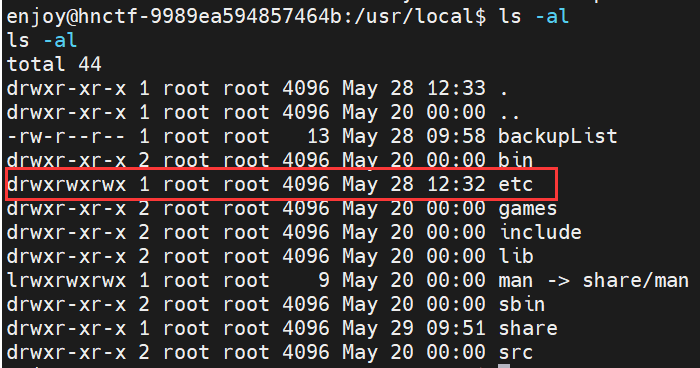 enjoy@hnctf-9989ea594857464b:/usr/local$ ls -al
ls -al
total 44
drwxr-xr-x 1 root root 4096 May 28 12:33 .
drwxr-xr-x 1 root root 4096 May 20 00:00 ..
-rw-r--r-- 1 root root   13 May 28 09:58 backupList
drwxr-xr-x 2 root root 4096 May 20 00:00 bin
drwxrwxrwx 1 root root 4096 May 28 12:32 etc
drwxr-xr-x 2 root root 4096 May 20 00:00 games
drwxr-xr-x 2 root root 4096 May 20 00:00 include
drwxr-xr-x 2 root root 4096 May 20 00:00 lib
lrwxrwxrwx 1 root root    9 May 20 00:00 man -> share/man
drwxr-xr-x 2 root root 4096 May 20 00:00 sbin
drwxr-xr-x 1 root root 4096 May 29 09:51 share
drwxr-xr-x 2 root root 4096 May 20 00:00 src